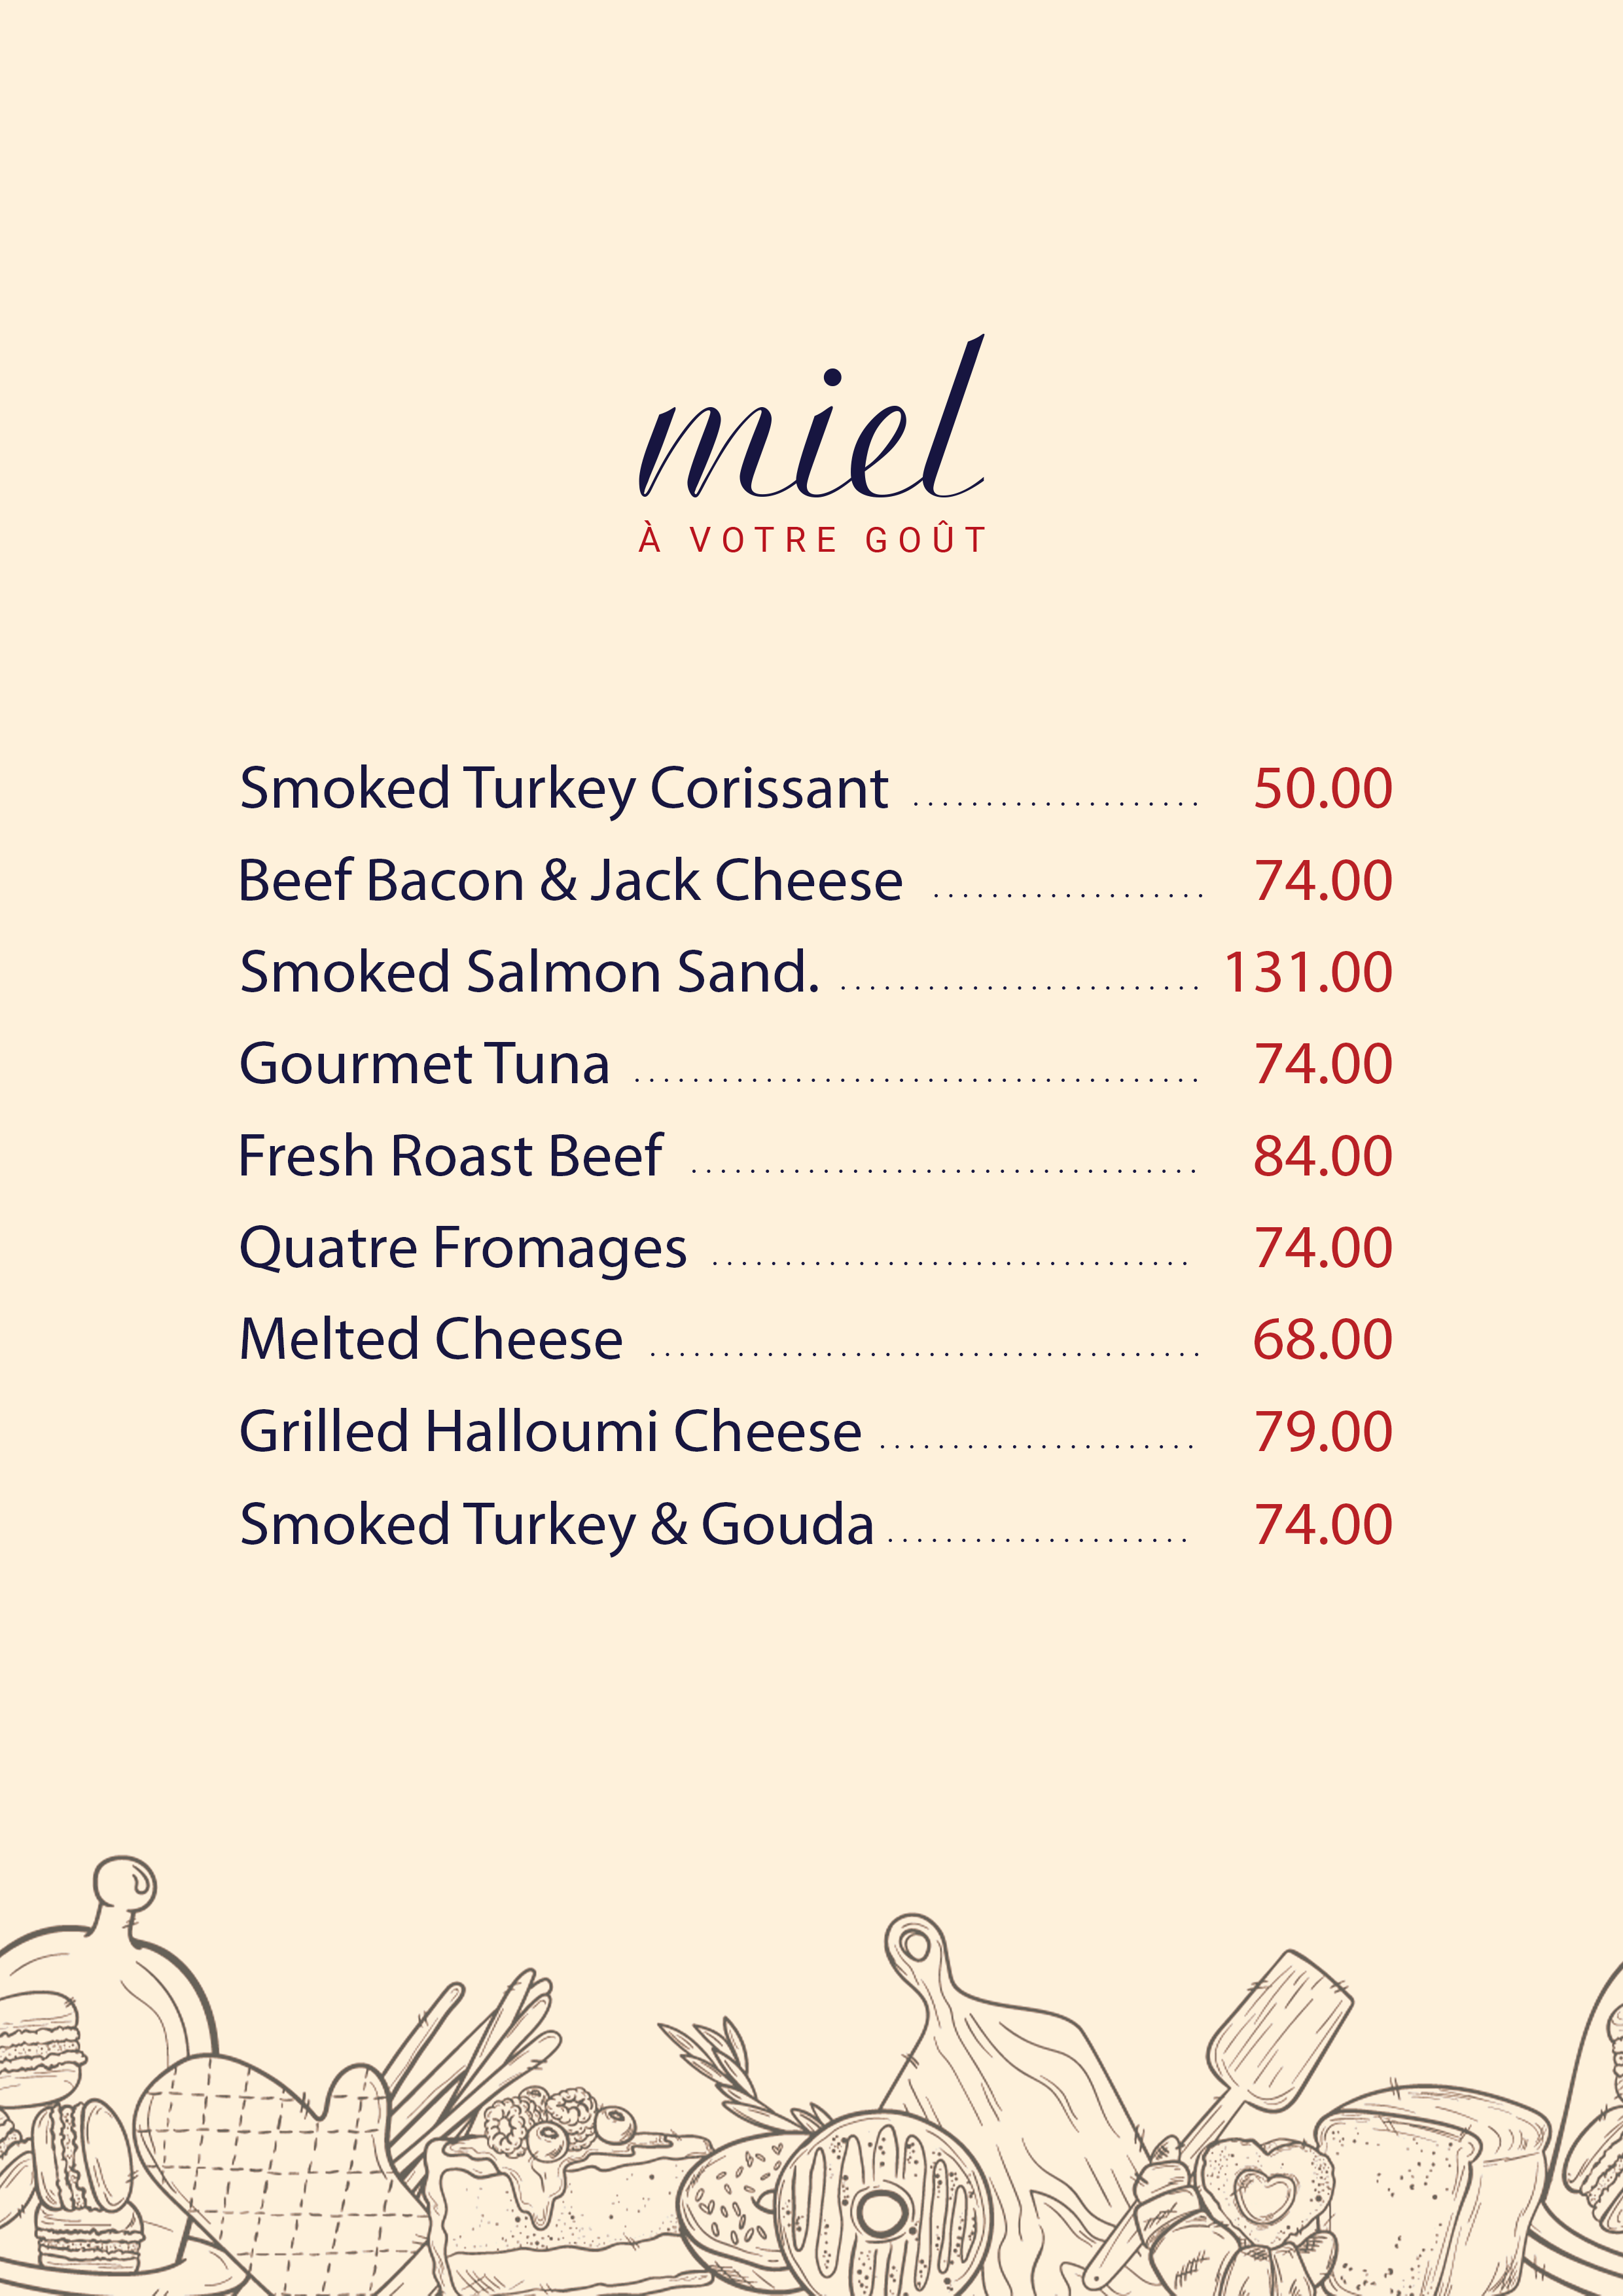 miel
À VOTRE GOÛT
Smoked Turkey Corissant .................... 50.00
Beef Bacon & Jack Cheese ................... 74.00
Smoked Salmon Sand. ......................... 131.00
Gourmet Tuna ....................................... 74.00
Fresh Roast Beef ................................... 84.00
Quatre Fromages ................................. 74.00
Melted Cheese ...................................... 68.00
Grilled Halloumi Cheese ...................... 79.00
Smoked Turkey & Gouda ..................... 74.00